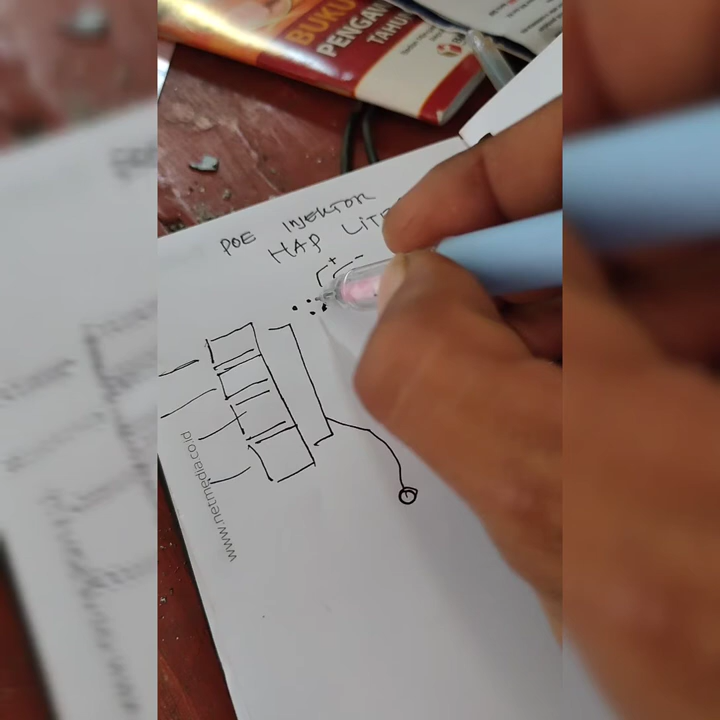 BUKU
PENGAN
TAHU
POE INJEKTOR
HAP LITE
+ -
www.netmedia.co.id